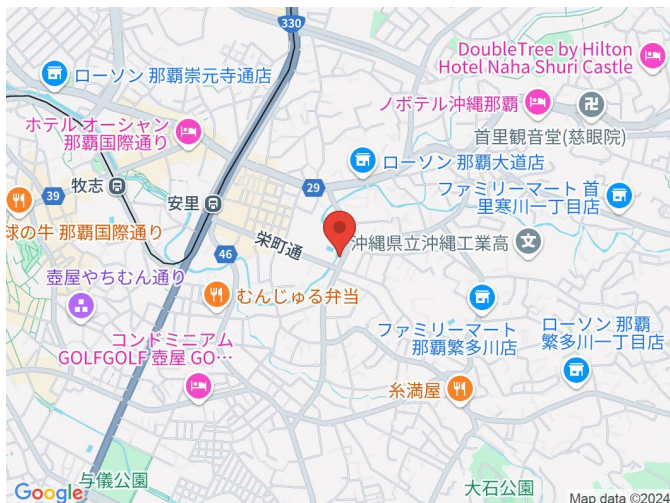 330
DoubleTree by Hilton
Hotel Naha Shuri Castle
ローソン 那覇崇元寺通店
ノボテル沖縄那覇
ホテル オーシャン
那覇国際通り
首里観音堂(慈眼院)
ローソン 那覇大道店
牧志
29
ファミリーマート 首
里寒川一丁目店
39
安里
球の牛 那覇国際通り
栄町通
沖縄県立沖縄工業高
46
壺屋やちむん通り
むんじゅる弁当
ファミリーマート
那覇繁多川店
ローソン 那覇
繁多川一丁目店
コンドミニアム
GOLFGOLF 壺屋 GO…
糸満屋
与儀公園
大石公園
Google
Map data ©2024